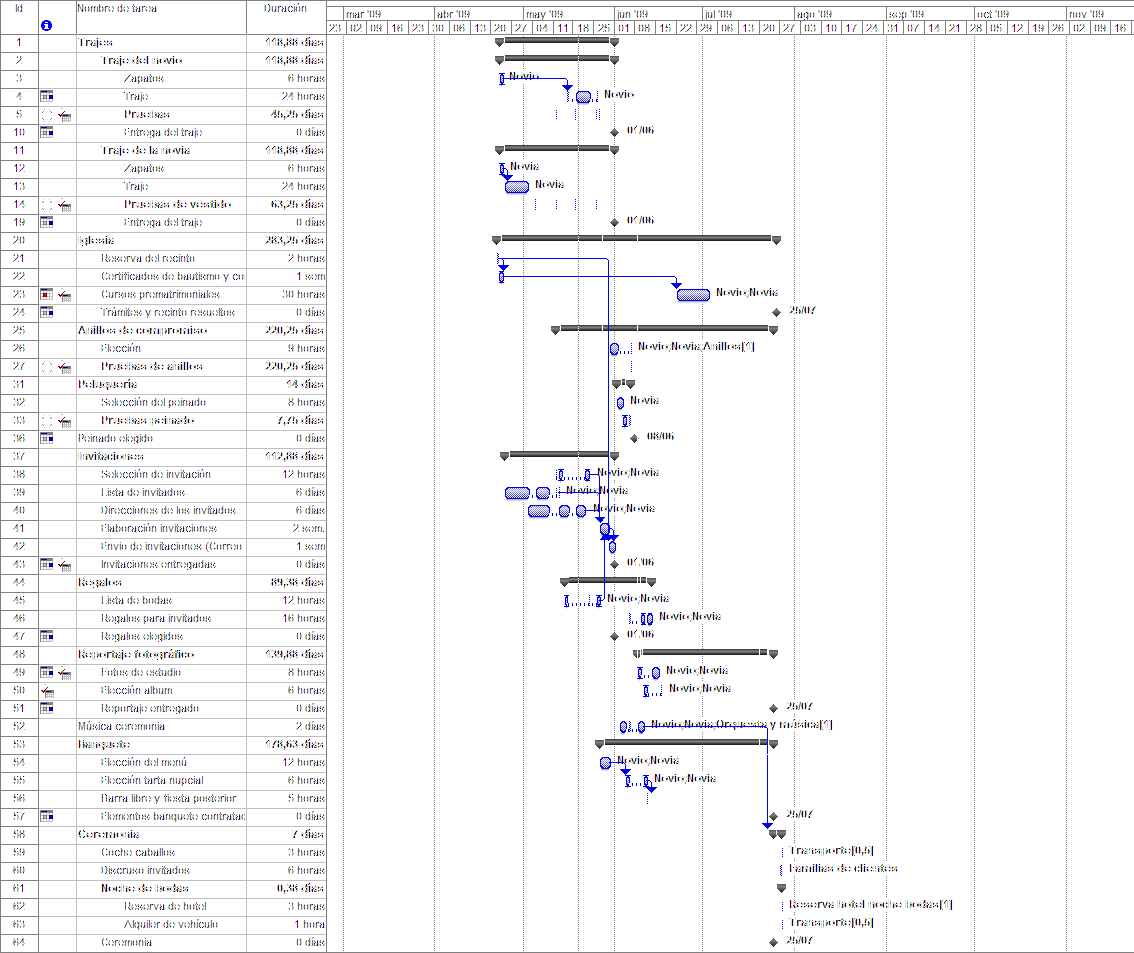 Id Nombre de tarea Duración
mar '09 abr '09 may '09 jun '09 jul '09 ago '09 sep '09 oct '09 nov '09
23 02 09 16 23 30 06 13 20 27 04 11 18 25 01 08 15 22 29 06 13 20 27 03 10 17 24 31 07 14 21 28 05 12 19 26 02 09 16
1 Trajes 118,88 días
2 Traje del novio 118,88 días
3 Zapatos 6 horas Novio
4 Traje 24 horas Novio
5 Pruebas 45,25 días
10 Entrega del traje 0 días 01/06
11 Traje de la novia 118,88 días
12 Zapatos 6 horas Novia
13 Traje 24 horas Novia
14 Pruebas de vestido 63,25 días
19 Entrega del traje 0 días 01/06
20 Iglesia 283,25 días
21 Reserva del recinto 2 horas
22 Certificados de bautismo y co 1 sem
23 Cursos prematrimoniales 30 horas Novio;Novia
24 Trámites y recinto resueltos 0 días 25/07
25 Anillos de compromiso 220,25 días
26 Elección 9 horas Novio;Novia;Anillos[1]
27 Pruebas de anillos 220,25 días
31 Peluquería 14 días
32 Selección del peinado 8 horas Novia
33 Pruebas peinado 7,75 días
36 Peinado elegido 0 días 08/06
37 Invitaciones 112,88 días
38 Selección de invitación 12 horas Novio;Novia
39 Lista de invitados 6 días Novio;Novia
40 Direcciones de los invitados 6 días Novio;Novia
41 Elaboración invitaciones 2 sem.
42 Envío de invitaciones (Correo 1 sem
43 Invitaciones entregadas 0 días 01/06
44 Regalos 89,38 días
45 Lista de bodas 12 horas Novio;Novia
46 Regalos para invitados 16 horas Novio;Novia
47 Regalos elegidos 0 días 01/06
48 Reportaje fotográfico 139,88 días
49 Fotos de estudio 8 horas Novio;Novia
50 Elección album 6 horas Novio;Novia
51 Reportaje entregado 0 días 25/07
52 Música ceremonia 2 días Novio;Novia;Orquesta y música[1]
53 Banquete 178,63 días
54 Elección del menú 12 horas Novio;Novia
55 Elección tarta nupcial 6 horas Novio;Novia
56 Barra libre y fiesta posterior 5 horas
57 Elementos banquete contratac 0 días 25/07
58 Ceremonia 7 días
59 Coche caballos 3 horas Transporte[0,5]
60 Discurso invitados 6 horas Familias de clientes
61 Noche de bodas 0,38 días
62 Reserva de hotel 3 horas Reserva hotel noche bodas[1]
63 Alquiler de vehículo 1 hora Transporte[0,5]
64 Ceremonia 0 días 25/07